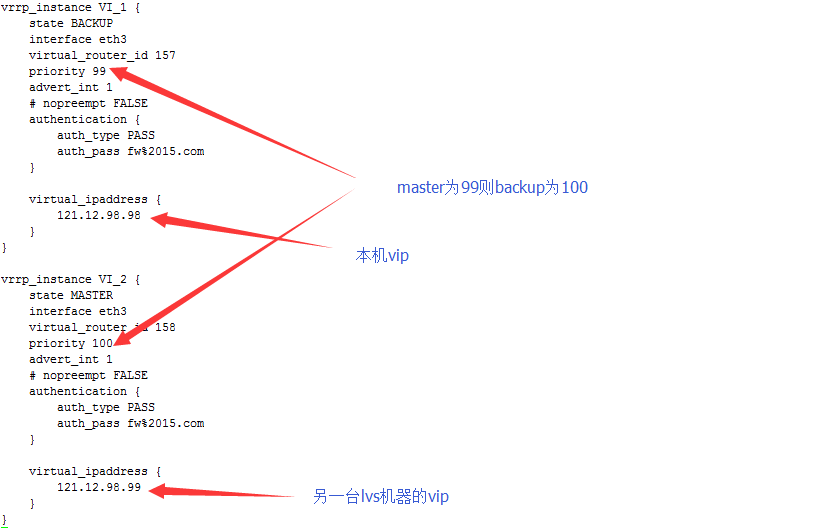 vrrp_instance VI_1 {
state BACKUP
interface eth3
virtual_router_id 157
priority 99
advert_int 1
# nopreempt FALSE
authentication {
auth_type PASS
auth_pass fw%2015.com
}
master为99则backup为100
virtual_ipaddress {
121.12.98.98
}
}
本机vip
vrrp_instance VI_2 {
state MASTER
interface eth3
virtual_router_id 158
priority 100
advert_int 1
# nopreempt FALSE
authentication {
auth_type PASS
auth_pass fw%2015.com
}
virtual_ipaddress {
121.12.98.99
}
}
另一台lvs机器的vip